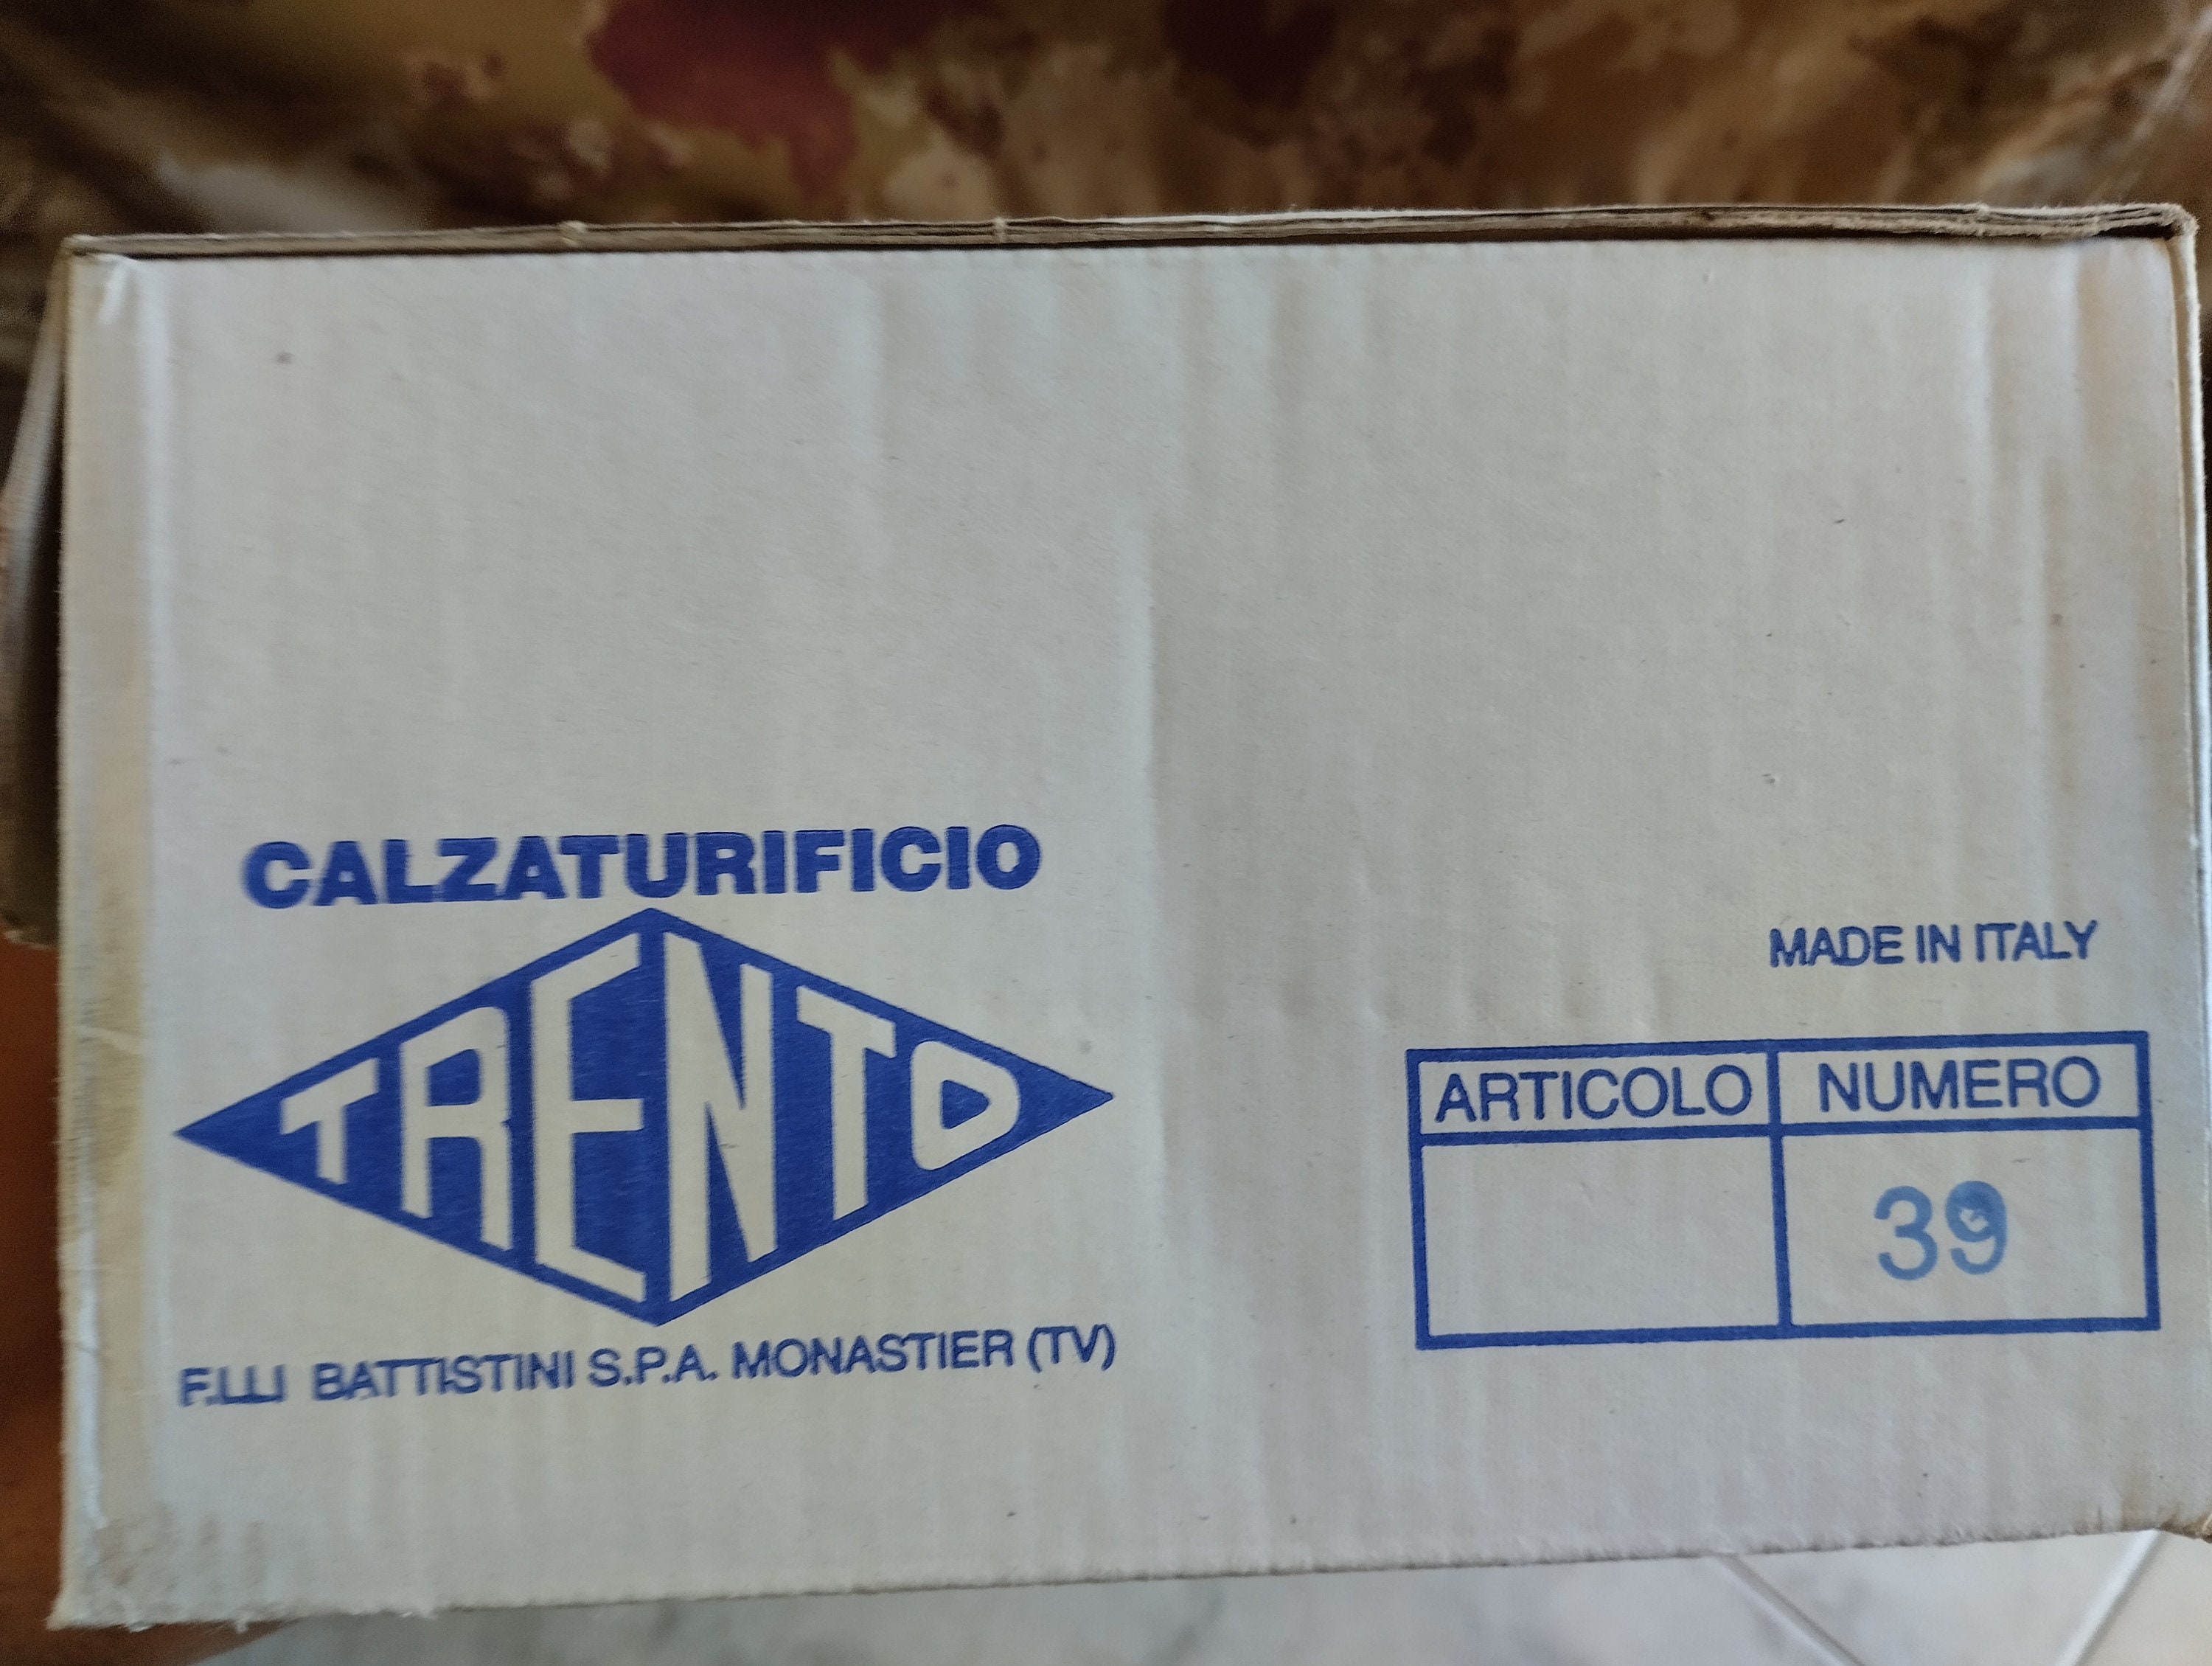 CALZATURIFICIO
TRENTO
F.LLI BATTISTINI S.P.A. MONASTIER (TV)
MADE IN ITALY
ARTICOLO NUMERO
39